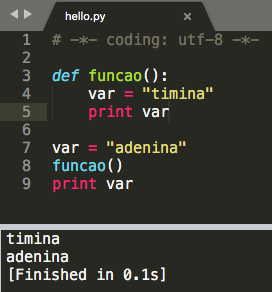 hello.py
1 # -*- coding: utf-8 -*-
2
3 def funcao():
4     var = "timina"
5     print var
6
7 var = "adenina"
8 funcao()
9 print var
timina
adenina
[Finished in 0.1s]